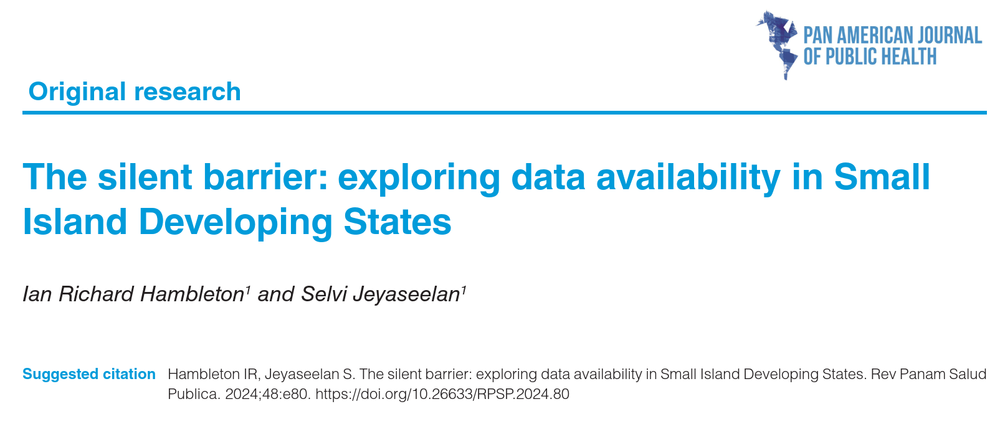 PAN AMERICAN JOURNAL
OF PUBLIC HEALTH
Original research
The silent barrier: exploring data availability in Small
Island Developing States
Ian Richard Hambleton¹ and Selvi Jeyaseelan¹
Suggested citation Hambleton IR, Jeyaseelan S. The silent barrier: exploring data availability in Small Island Developing States. Rev Panam Salud
Publica. 2024;48:e80. https://doi.org/10.26633/RPSP.2024.80